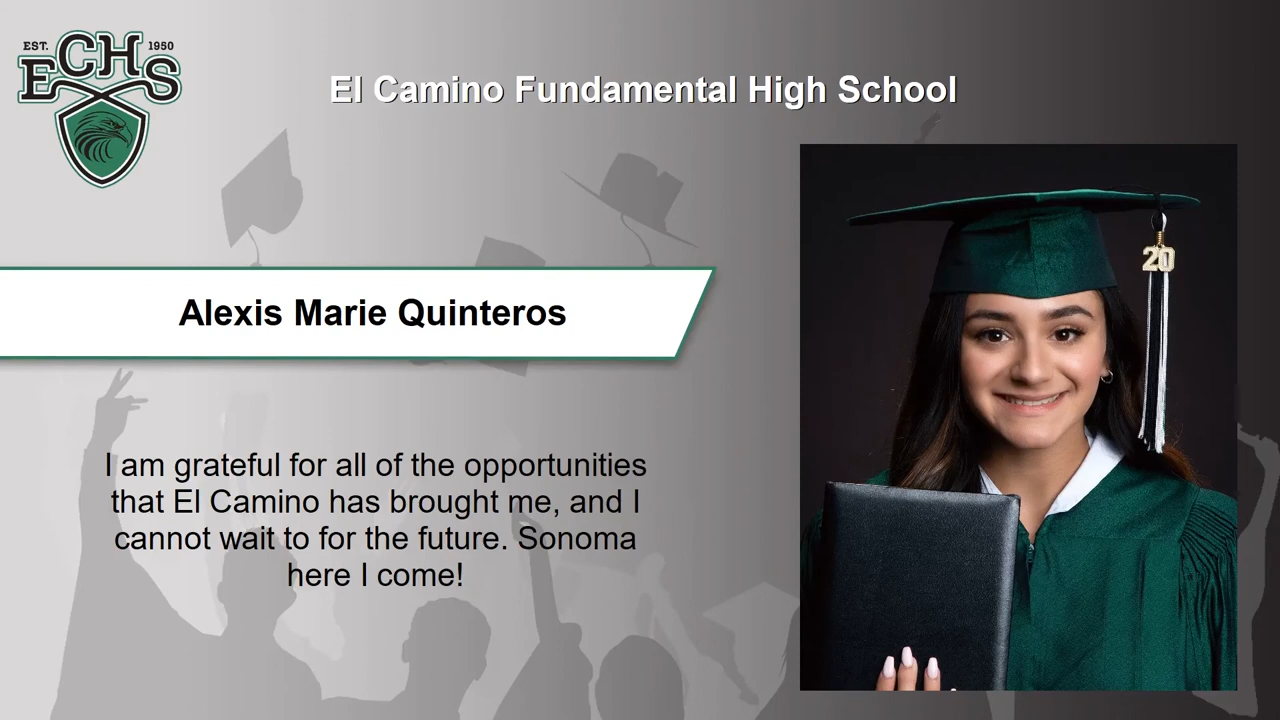 EST. 1950
ECHS
El Camino Fundamental High School
20
Alexis Marie Quinteros
I am grateful for all of the opportunities
that El Camino has brought me, and I
cannot wait to for the future. Sonoma
here I come!